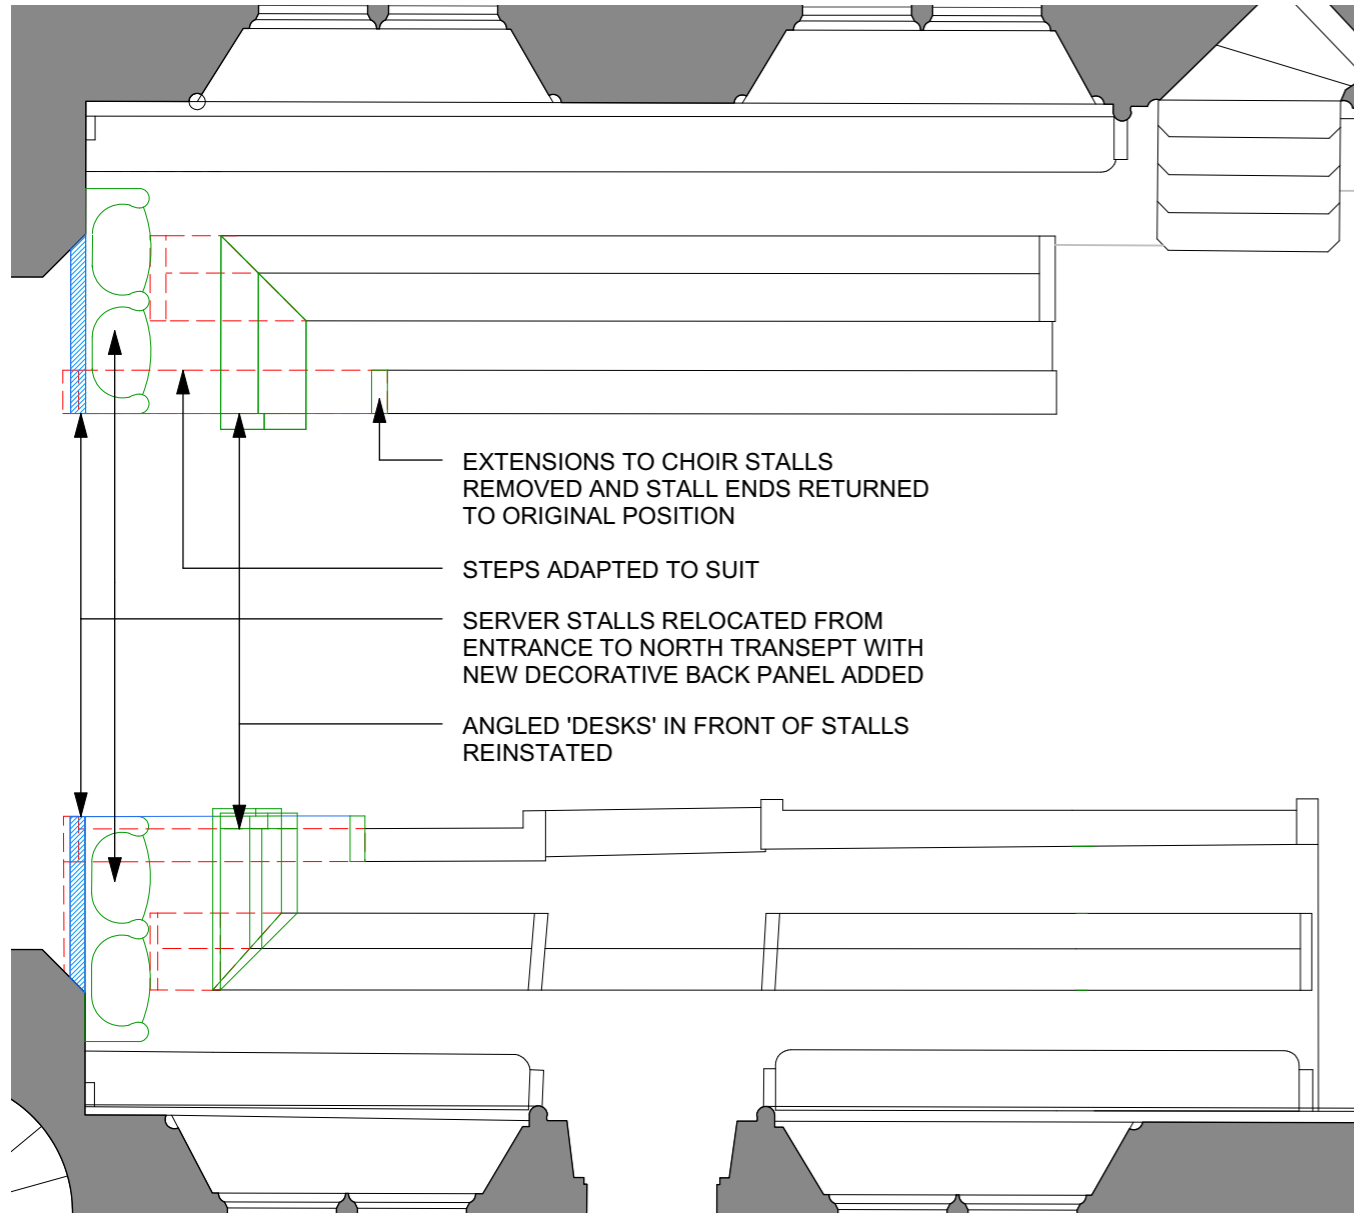 EXTENSIONS TO CHOIR STALLS
REMOVED AND STALL ENDS RETURNED
TO ORIGINAL POSITION
STEPS ADAPTED TO SUIT
SERVER STALLS RELOCATED FROM
ENTRANCE TO NORTH TRANSEPT WITH
NEW DECORATIVE BACK PANEL ADDED
ANGLED 'DESKS' IN FRONT OF STALLS
REINSTATED